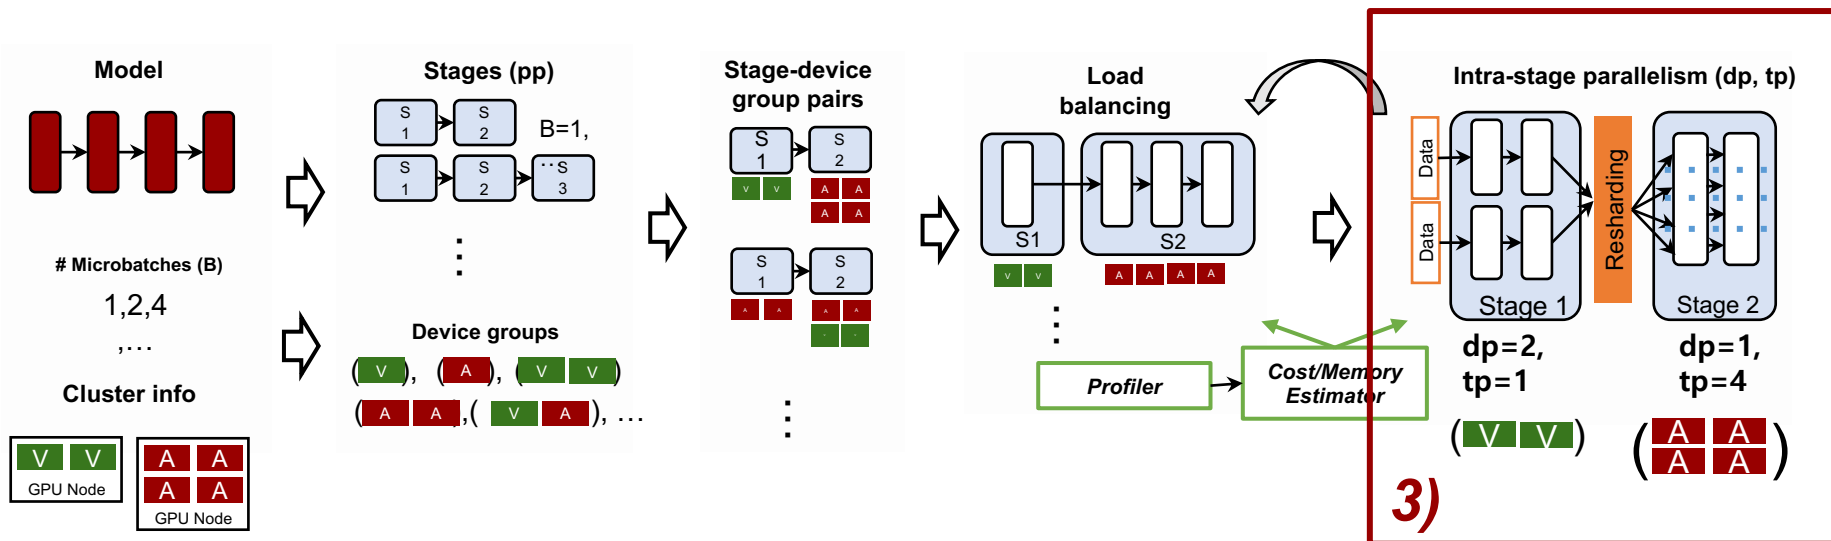 Model
# Microbatches (B)
1,2,4
,...
Cluster info
V V
GPU Node
A A
A A
GPU Node
Stages (pp)
S
1
S
2
B=1,
...
S
1
S
2
S
3
Device groups
(V), (A), (V V)
(A A),( V A), ...
Stage-device
group pairs
S
1
S
2
V V
A A
A A
S
1
S
2
A A
A A
Load
balancing
S1
S2
V V
A A A A
Profiler
Cost/Memory
Estimator
Intra-stage parallelism (dp, tp)
Data
Data
Stage 1
Resharding
Stage 2
dp=2,
tp=1
dp=1,
tp=4
(V V)
(A A
A A)
3)